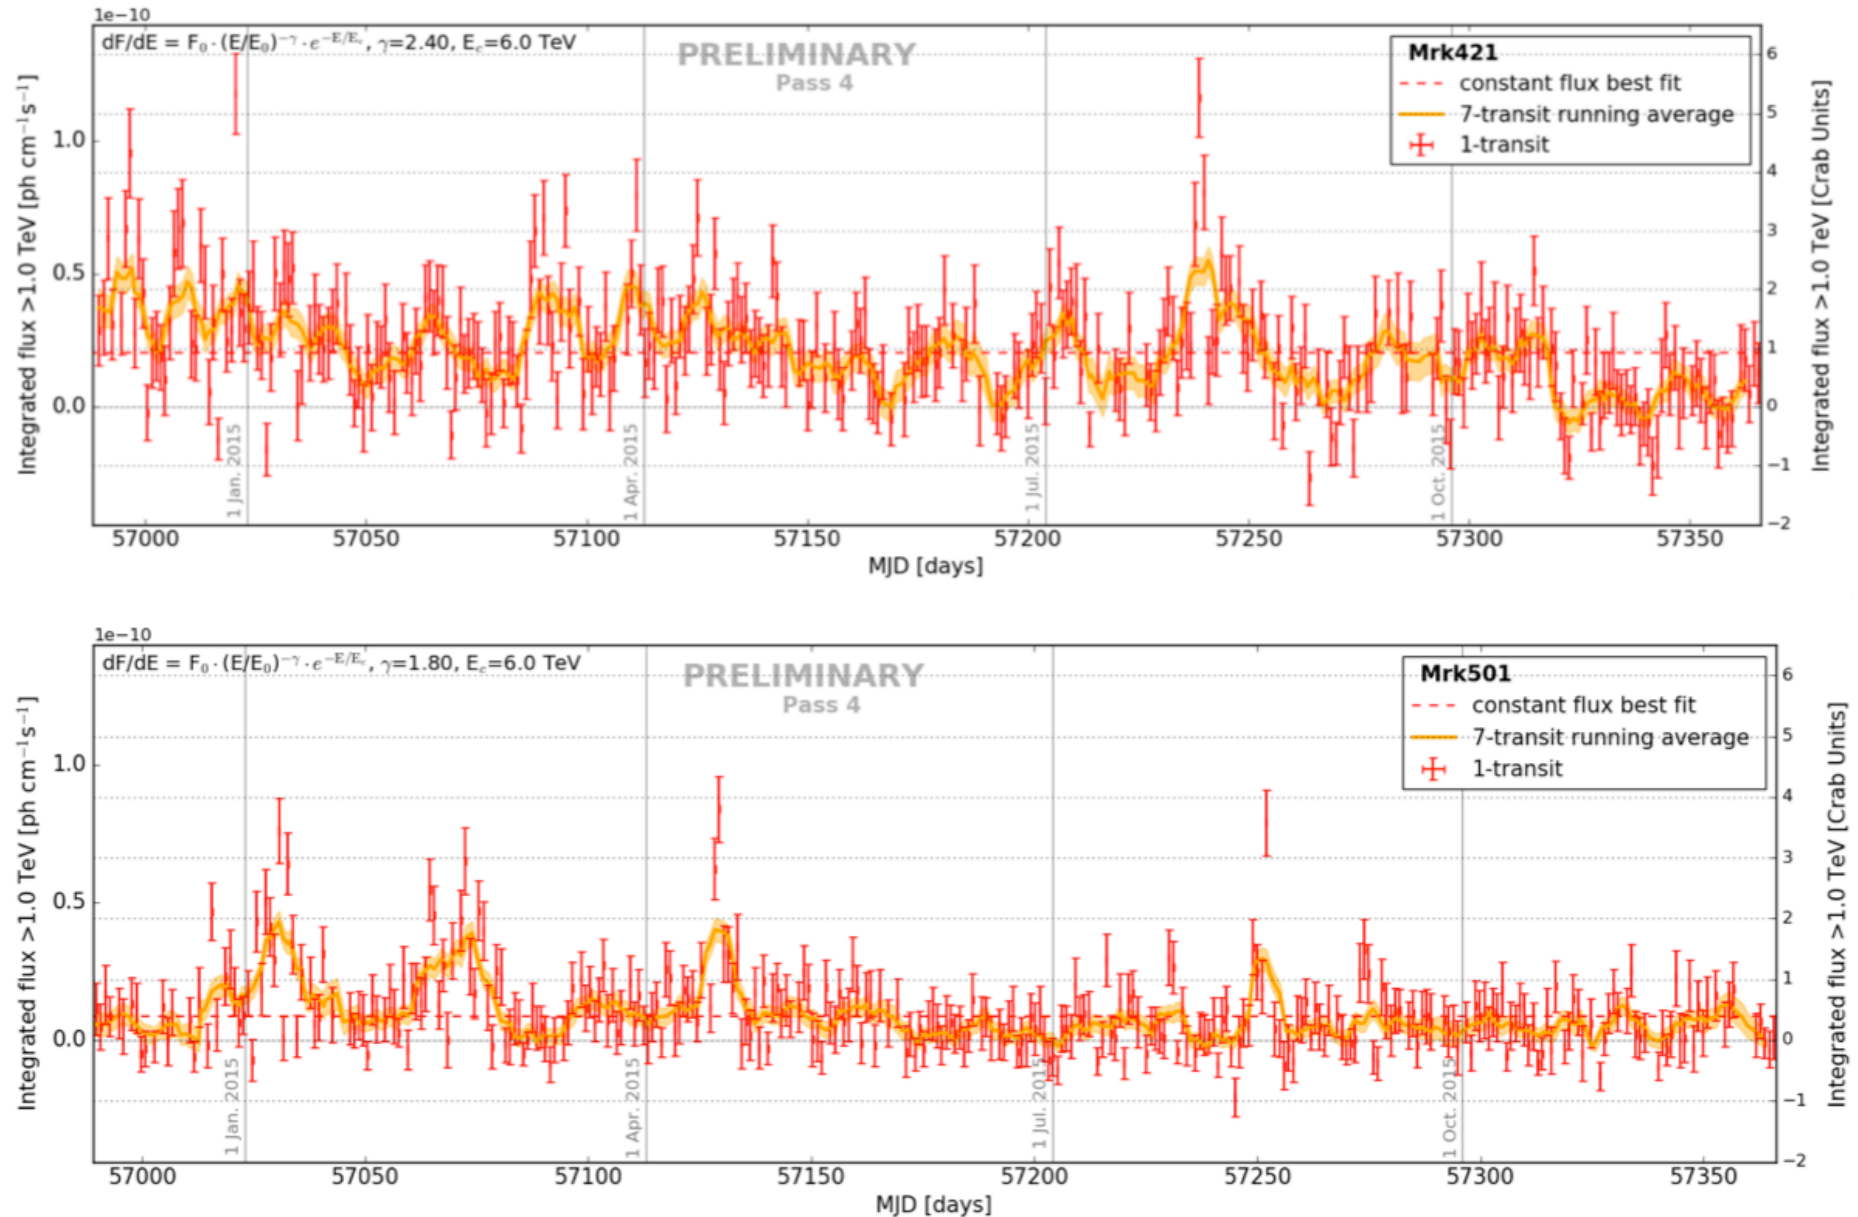 1e−10
dF/dE = F₀·(E/E₀)^−γ·e^−E/E꜀, γ=2.40, E꜀=6.0 TeV
PRELIMINARY
Pass 4
Mrk421
constant flux best fit
7-transit running average
1-transit
Integrated flux >1.0 TeV [ph cm⁻¹s⁻¹]
1.0
0.5
0.0
6
5
4
3
2
1
0
−1
−2
Integrated flux >1.0 TeV [Crab Units]
1 Jan. 2015
1 Apr. 2015
1 Jul. 2015
1 Oct. 2015
57000 57050 57100 57150 57200 57250 57300 57350
MJD [days]
1e−10
dF/dE = F₀·(E/E₀)^−γ·e^−E/E꜀, γ=1.80, E꜀=6.0 TeV
PRELIMINARY
Pass 4
Mrk501
constant flux best fit
7-transit running average
1-transit
Integrated flux >1.0 TeV [ph cm⁻¹s⁻¹]
1.0
0.5
0.0
6
5
4
3
2
1
0
−1
−2
Integrated flux >1.0 TeV [Crab Units]
1 Jan. 2015
1 Apr. 2015
1 Jul. 2015
1 Oct. 2015
57000 57050 57100 57150 57200 57250 57300 57350
MJD [days]